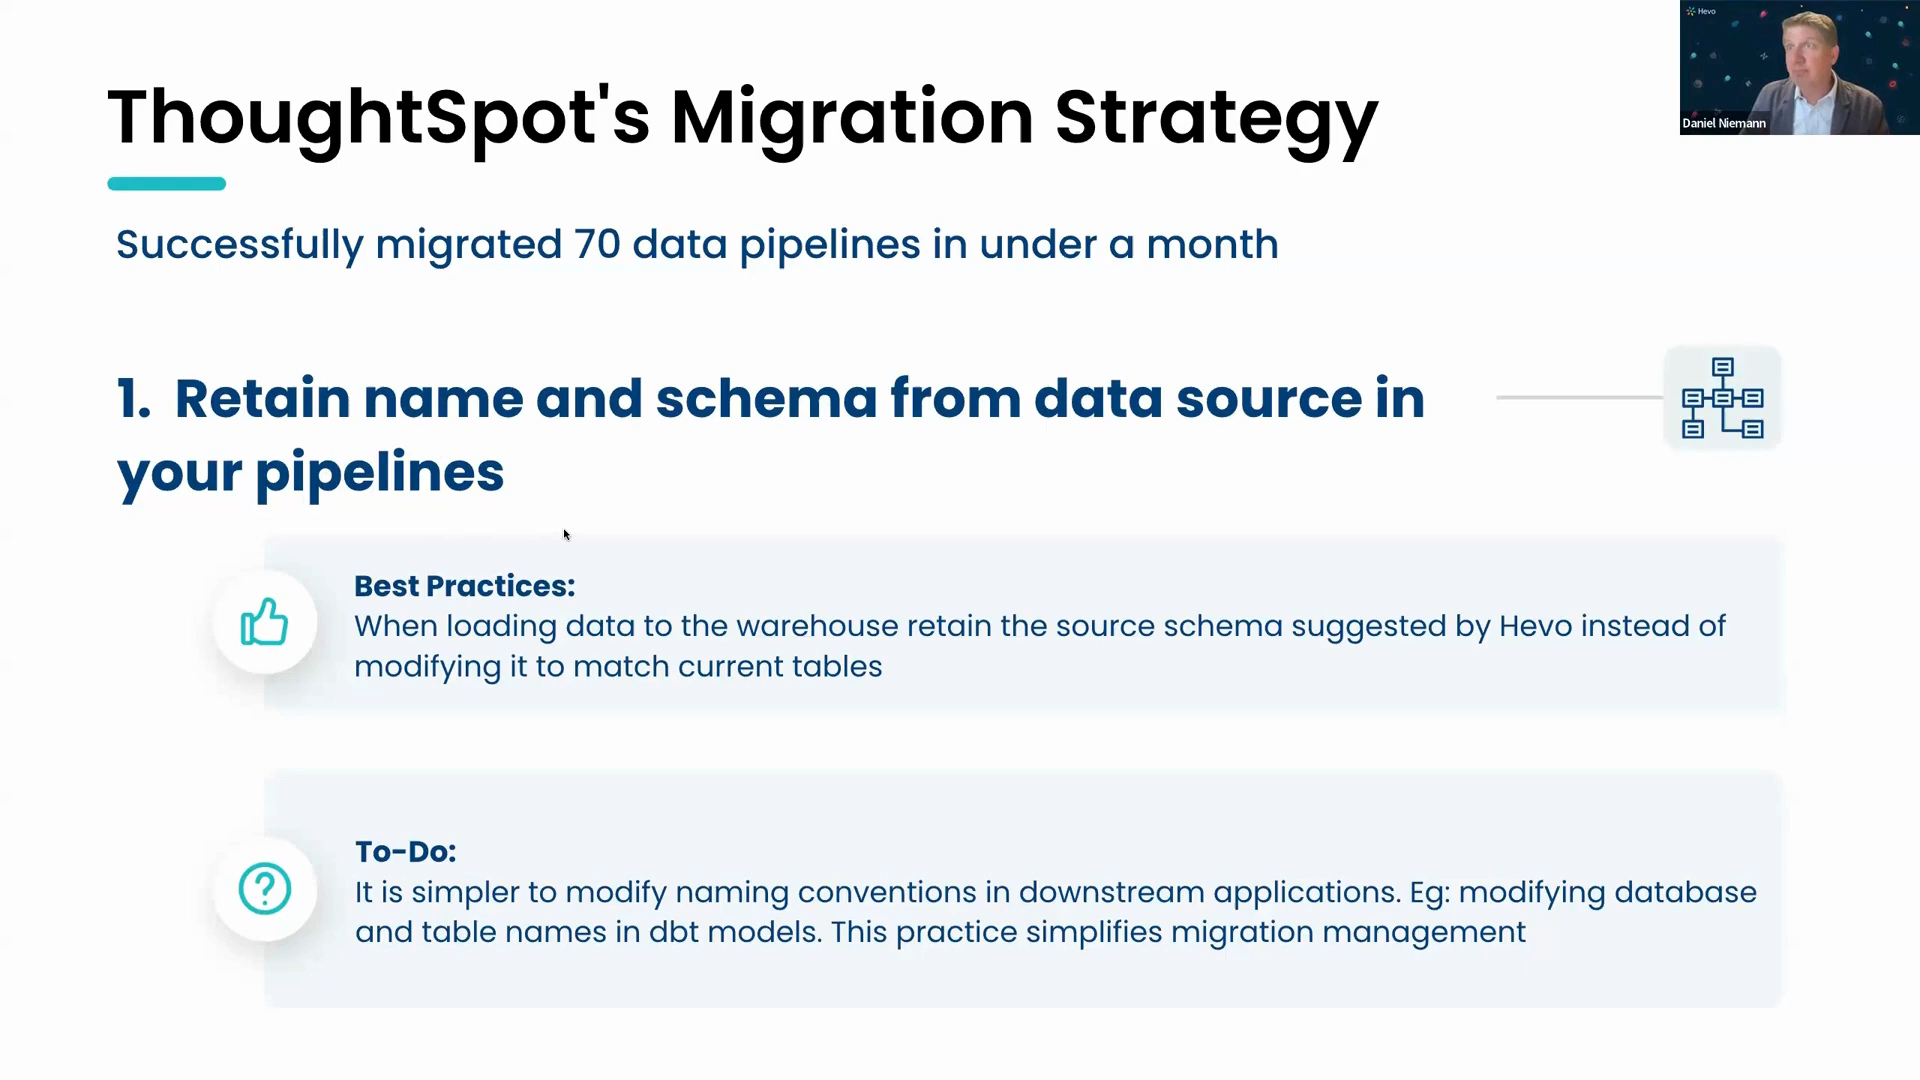 Hevo
Daniel Niemann
ThoughtSpot's Migration Strategy
Successfully migrated 70 data pipelines in under a month
1. Retain name and schema from data source in
your pipelines
Best Practices:
When loading data to the warehouse retain the source schema suggested by Hevo instead of
modifying it to match current tables
To-Do:
It is simpler to modify naming conventions in downstream applications. Eg: modifying database
and table names in dbt models. This practice simplifies migration management